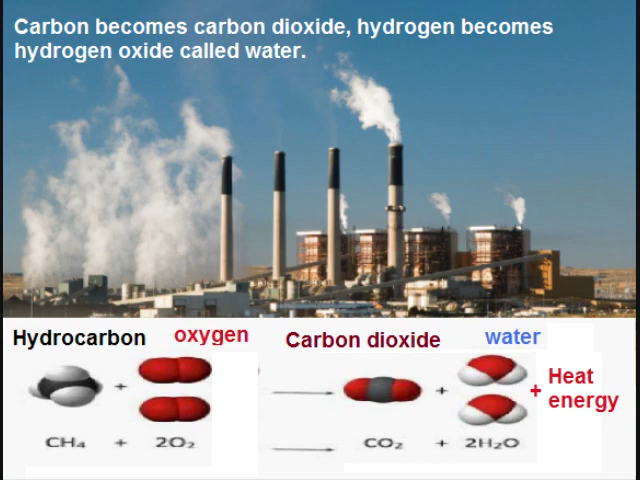 Carbon becomes carbon dioxide, hydrogen becomes
hydrogen oxide called water.
Hydrocarbon oxygen Carbon dioxide water
+ + + Heat
energy
CH₄ + 2O₂ CO₂ + 2H₂O